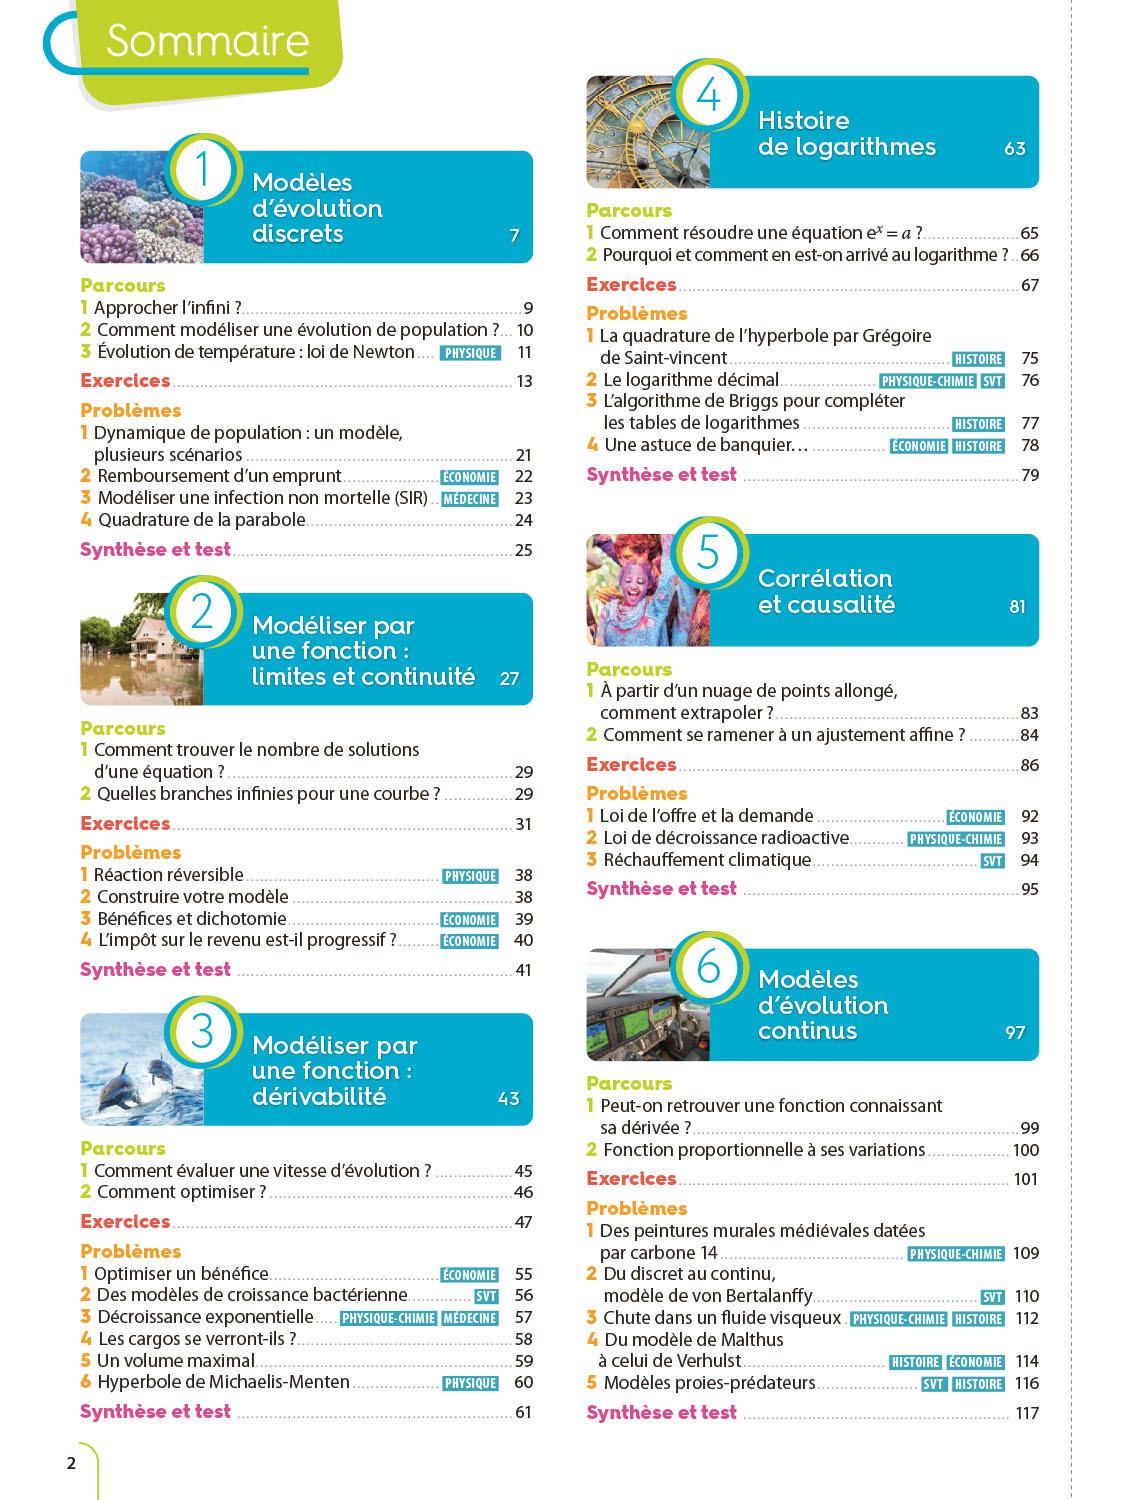 Sommaire
1
Modèles
d'évolution
discrets 7
Parcours
1 Approcher l'infini ? 9
2 Comment modéliser une évolution de population ? 10
3 Évolution de température : loi de Newton PHYSIQUE 11
Exercices 13
Problèmes
1 Dynamique de population : un modèle,
plusieurs scénarios 21
2 Remboursement d'un emprunt ÉCONOMIE 22
3 Modéliser une infection non mortelle (SIR) MÉDECINE 23
4 Quadrature de la parabole 24
Synthèse et test 25
2
Modéliser par
une fonction :
limites et continuité 27
Parcours
1 Comment trouver le nombre de solutions
d'une équation ? 29
2 Quelles branches infinies pour une courbe ? 29
Exercices 31
Problèmes
1 Réaction réversible PHYSIQUE 38
2 Construire votre modèle 38
3 Bénéfices et dichotomie ÉCONOMIE 39
4 L'impôt sur le revenu est-il progressif ? ÉCONOMIE 40
Synthèse et test 41
3
Modéliser par
une fonction :
dérivabilité 43
Parcours
1 Comment évaluer une vitesse d'évolution ? 45
2 Comment optimiser ? 46
Exercices 47
Problèmes
1 Optimiser un bénéfice ÉCONOMIE 55
2 Des modèles de croissance bactérienne SVT 56
3 Décroissance exponentielle PHYSIQUE-CHIMIE MÉDECINE 57
4 Les cargos se verront-ils ? 58
5 Un volume maximal 59
6 Hyperbole de Michaelis-Menten PHYSIQUE 60
Synthèse et test 61
4
Histoire
de logarithmes 63
Parcours
1 Comment résoudre une équation eˣ = a ? 65
2 Pourquoi et comment en est-on arrivé au logarithme ? 66
Exercices 67
Problèmes
1 La quadrature de l'hyperbole par Grégoire
de Saint-vincent HISTOIRE 75
2 Le logarithme décimal PHYSIQUE-CHIMIE SVT 76
3 L'algorithme de Briggs pour compléter
les tables de logarithmes HISTOIRE 77
4 Une astuce de banquier... ÉCONOMIE HISTOIRE 78
Synthèse et test 79
5
Corrélation
et causalité 81
Parcours
1 À partir d'un nuage de points allongé,
comment extrapoler ? 83
2 Comment se ramener à un ajustement affine ? 84
Exercices 86
Problèmes
1 Loi de l'offre et la demande ÉCONOMIE 92
2 Loi de décroissance radioactive PHYSIQUE-CHIMIE 93
3 Réchauffement climatique SVT 94
Synthèse et test 95
6
Modèles
d'évolution
continus 97
Parcours
1 Peut-on retrouver une fonction connaissant
sa dérivée ? 99
2 Fonction proportionnelle à ses variations 100
Exercices 101
Problèmes
1 Des peintures murales médiévales datées
par carbone 14 PHYSIQUE-CHIMIE 109
2 Du discret au continu,
modèle de von Bertalanffy SVT 110
3 Chute dans un fluide visqueux PHYSIQUE-CHIMIE HISTOIRE 112
4 Du modèle de Malthus
à celui de Verhulst HISTOIRE ÉCONOMIE 114
5 Modèles proies-prédateurs SVT HISTOIRE 116
Synthèse et test 117
2